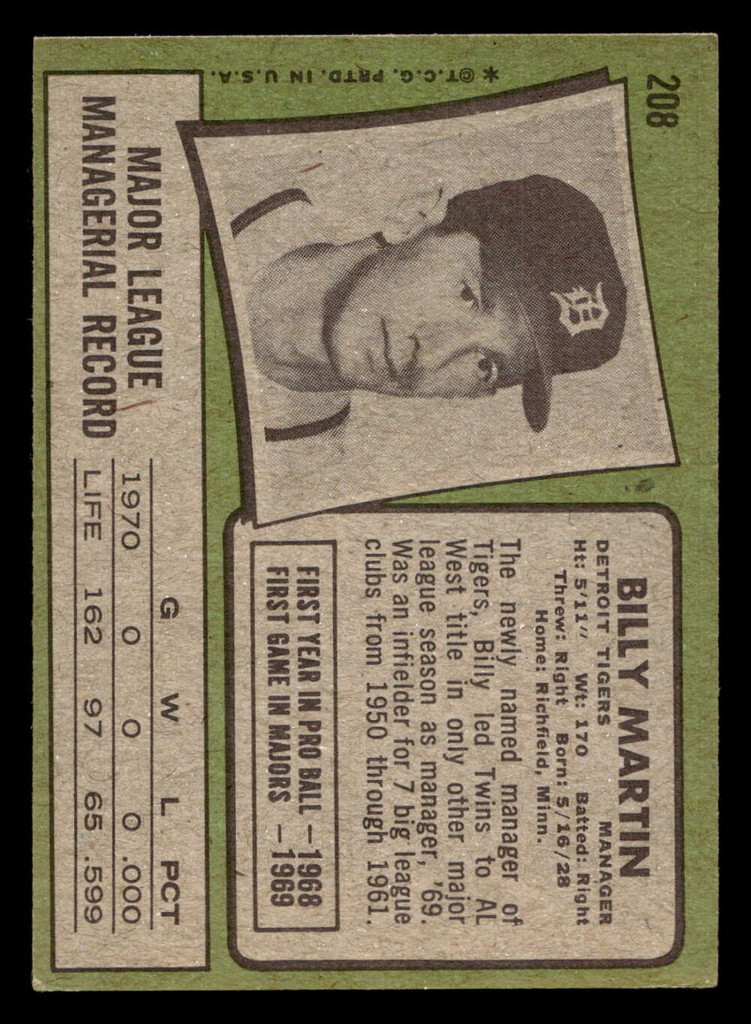 208
*©T.C.G. PRTD. IN U.S.A.
D
BILLY MARTIN
DETROIT TIGERS MANAGER
Ht: 5'11" Wt: 170 Batted: Right
Threw: Right Born: 5/16/28
Home: Richfield, Minn.
The newly named manager of
Tigers, Billy led Twins to AL
West title in only other major
league season as manager, '69.
Was an infielder for 7 big league
clubs from 1950 through 1961.
FIRST YEAR IN PRO BALL — 1968
FIRST GAME IN MAJORS — 1969
MAJOR LEAGUE
MANAGERIAL RECORD
G W L PCT
1970 0 0 0 .000
LIFE 162 97 65 .599